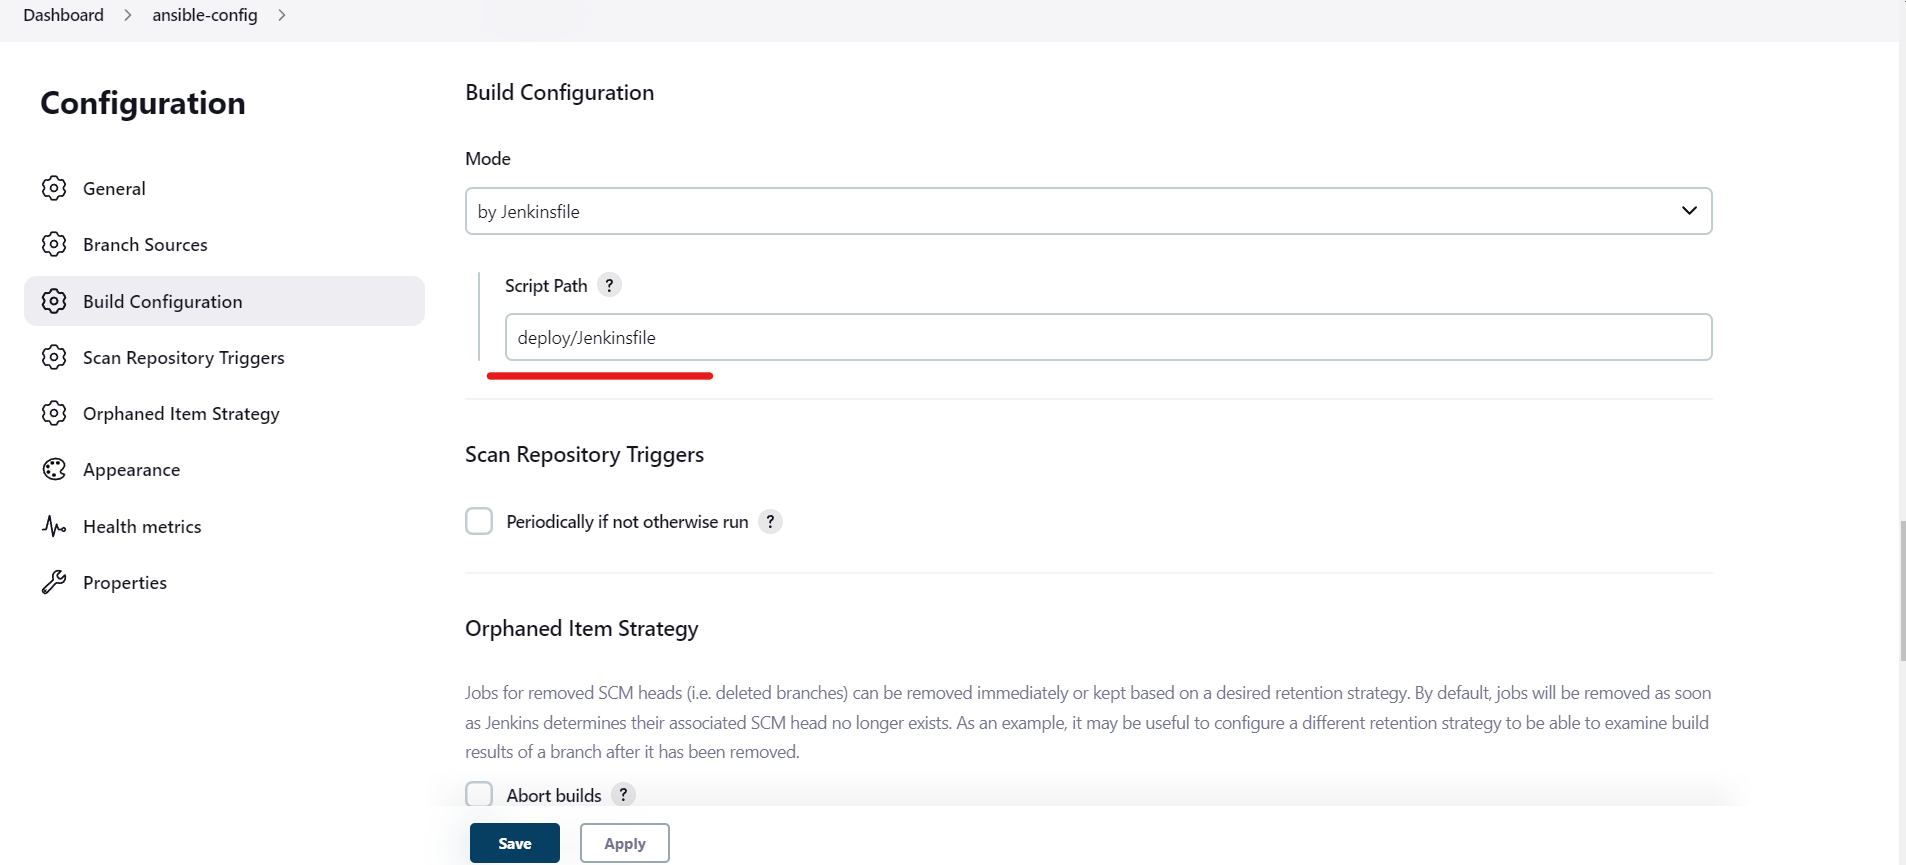 Dashboard > ansible-config >
Configuration
General
Branch Sources
Build Configuration
Scan Repository Triggers
Orphaned Item Strategy
Appearance
Health metrics
Properties
Build Configuration
Mode
by Jenkinsfile
Script Path ?
deploy/Jenkinsfile
Scan Repository Triggers
Periodically if not otherwise run ?
Orphaned Item Strategy
Jobs for removed SCM heads (i.e. deleted branches) can be removed immediately or kept based on a desired retention strategy. By default, jobs will be removed as soon
as Jenkins determines their associated SCM head no longer exists. As an example, it may be useful to configure a different retention strategy to be able to examine build
results of a branch after it has been removed.
Abort builds ?
Save Apply